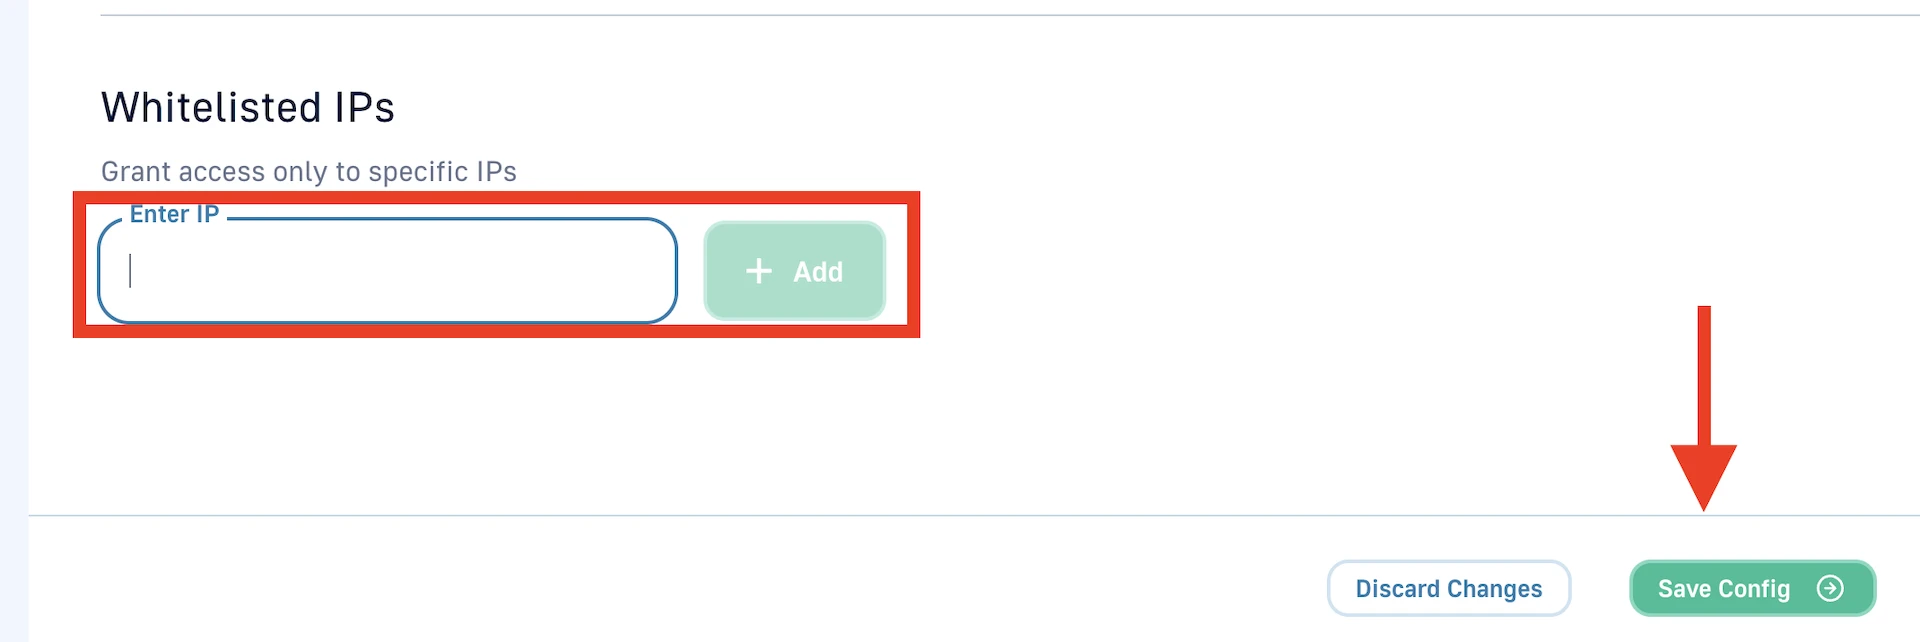 Whitelisted IPs
Grant access only to specific IPs
Enter IP
+ Add
Discard Changes
Save Config